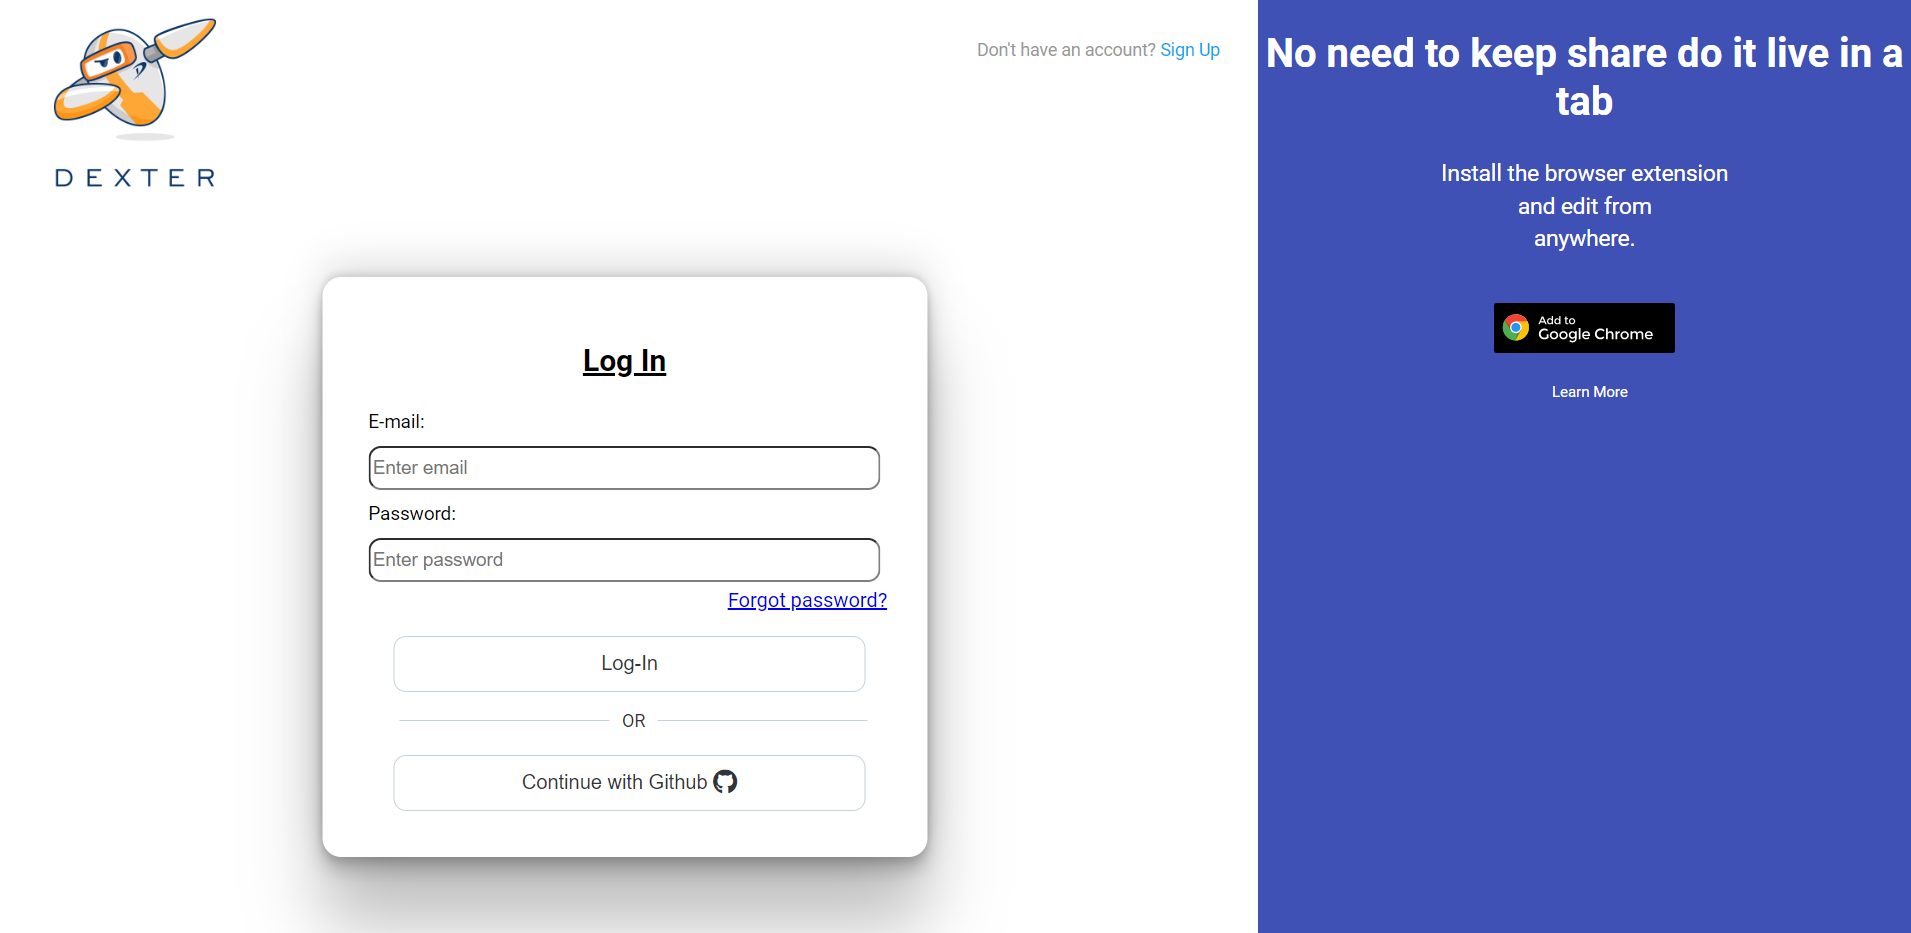 DEXTER
Don't have an account? Sign Up
Log In
E-mail:
Enter email
Password:
Enter password
Forgot password?
Log-In
OR
Continue with Github
No need to keep share do it live in a
tab
Install the browser extension
and edit from
anywhere.
Add to
Google Chrome
Learn More